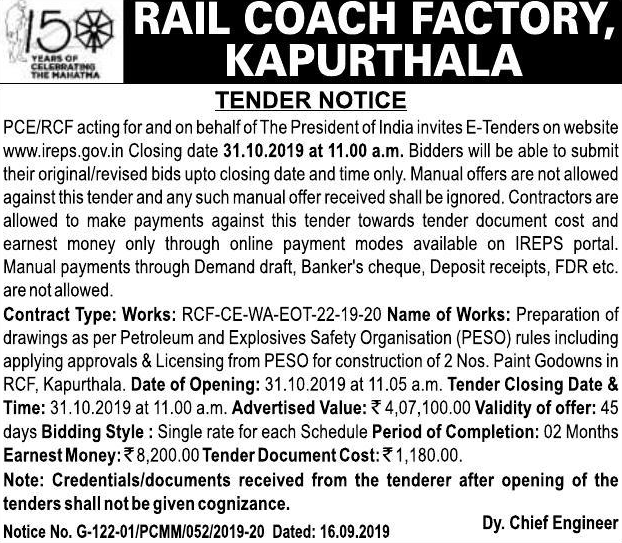 150
YEARS OF
CELEBRATING
THE MAHATMA
RAIL COACH FACTORY,
KAPURTHALA
TENDER NOTICE
PCE/RCF acting for and on behalf of The President of India invites E-Tenders on website
www.ireps.gov.in Closing date 31.10.2019 at 11.00 a.m. Bidders will be able to submit
their original/revised bids upto closing date and time only. Manual offers are not allowed
against this tender and any such manual offer received shall be ignored. Contractors are
allowed to make payments against this tender towards tender document cost and
earnest money only through online payment modes available on IREPS portal.
Manual payments through Demand draft, Banker's cheque, Deposit receipts, FDR etc.
are not allowed.
Contract Type: Works: RCF-CE-WA-EOT-22-19-20 Name of Works: Preparation of
drawings as per Petroleum and Explosives Safety Organisation (PESO) rules including
applying approvals & Licensing from PESO for construction of 2 Nos. Paint Godowns in
RCF, Kapurthala. Date of Opening: 31.10.2019 at 11.05 a.m. Tender Closing Date &
Time: 31.10.2019 at 11.00 a.m. Advertised Value: ₹ 4,07,100.00 Validity of offer: 45
days Bidding Style : Single rate for each Schedule Period of Completion: 02 Months
Earnest Money: ₹ 8,200.00 Tender Document Cost: ₹ 1,180.00.
Note: Credentials/documents received from the tenderer after opening of the
tenders shall not be given cognizance.
Dy. Chief Engineer
Notice No. G-122-01/PCMM/052/2019-20 Dated: 16.09.2019